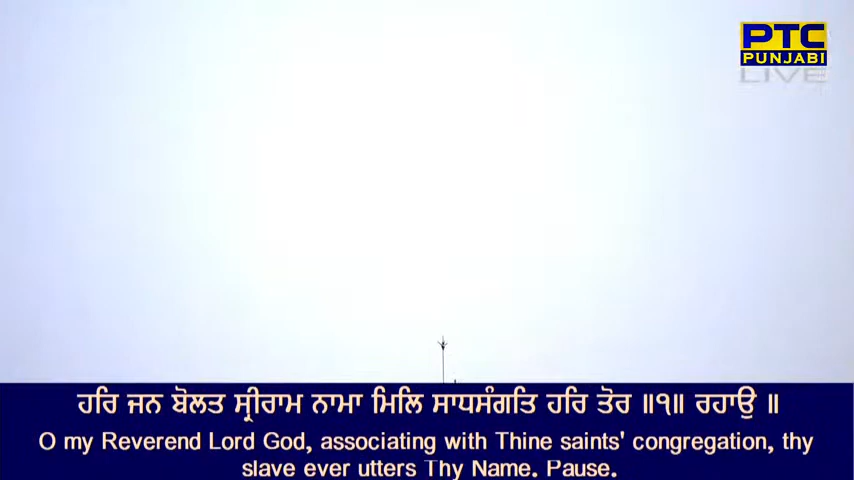 PTC
PUNJABI
LIVE
ਹਰਿ ਜਨ ਬੋਲਤ ਸ੍ਰੀਰਾਮ ਨਾਮਾ ਮਿਲਿ ਸਾਧਸੰਗਤਿ ਹਰਿ ਤੋਰ ॥੧॥ ਰਹਾਉ ॥
O my Reverend Lord God, associating with Thine saints' congregation, thy
slave ever utters Thy Name. Pause.